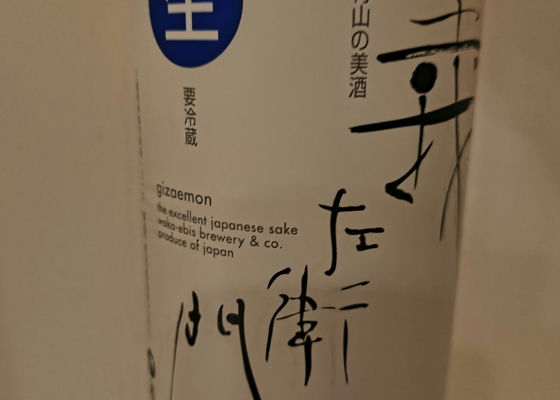 生
要冷蔵
山の美酒
義左衛門
gizaemon
the excellent japanese sake
waka-ebis brewery & co.
produce of japan